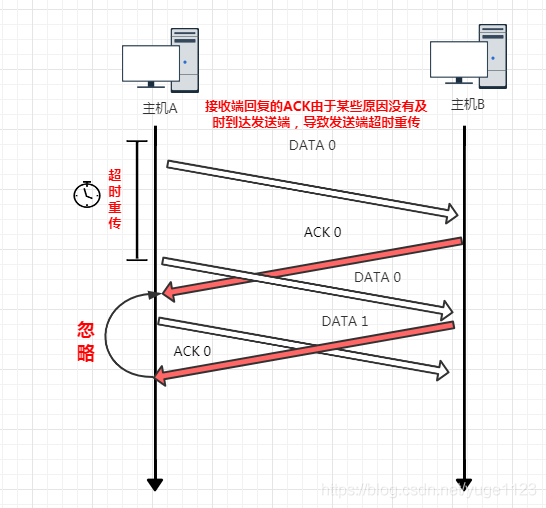 主机A
主机B
接收端回复的ACK由于某些原因没有及
时到达发送端，导致发送端超时重传
DATA 0
超时重传
ACK 0
DATA 0
DATA 1
忽略
ACK 0
https://blog.csdn.net/yuge1123